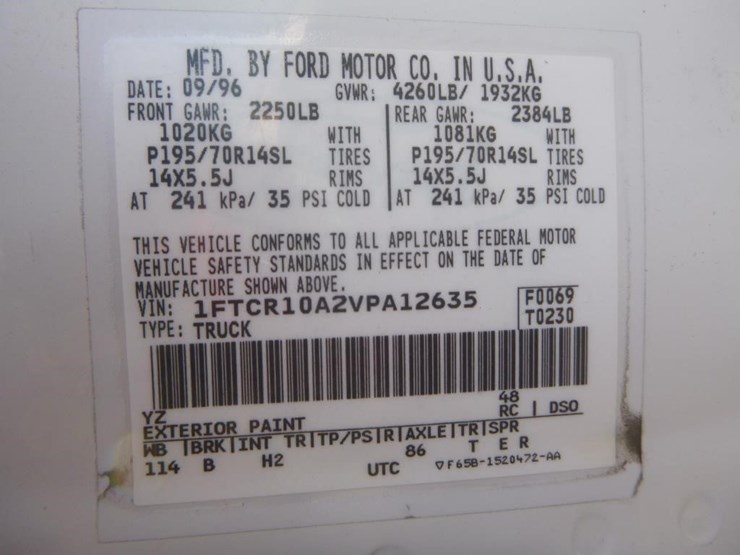 MFD. BY FORD MOTOR CO. IN U.S.A.
DATE: 09/96 GVWR: 4260LB/ 1932KG
FRONT GAWR: 2250LB REAR GAWR: 2384LB
1020KG WITH 1081KG WITH
P195/70R14SL TIRES P195/70R14SL TIRES
14X5.5J RIMS 14X5.5J RIMS
AT 241 kPa/ 35 PSI COLD AT 241 kPa/ 35 PSI COLD
THIS VEHICLE CONFORMS TO ALL APPLICABLE FEDERAL MOTOR
VEHICLE SAFETY STANDARDS IN EFFECT ON THE DATE OF
MANUFACTURE SHOWN ABOVE.
VIN: 1FTCR10A2VPA12635 F0069
TYPE: TRUCK T0230
YZ 48
EXTERIOR PAINT RC DSO
WB BRK INT TR TP/PS R AXLE TR SPR
114 B H2 86 T E R
UTC ▽F65B-1520472-AA